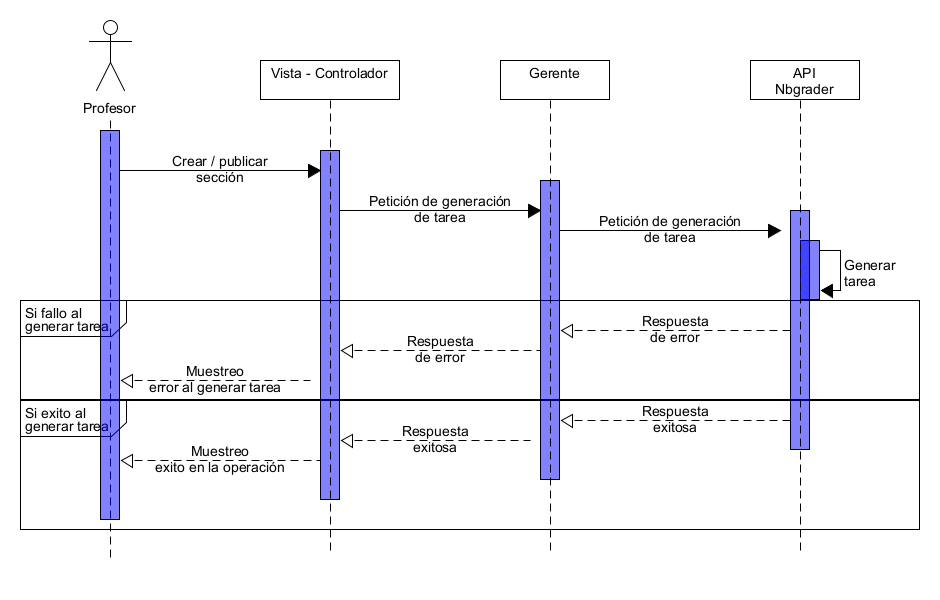 Profesor
Vista - Controlador
Gerente
API
Nbgrader
Crear / publicar
sección
Petición de generación
de tarea
Petición de generación
de tarea
Generar
tarea
Si fallo al
generar tarea
Respuesta
de error
Respuesta
de error
Muestreo
error al generar tarea
Si exito al
generar tarea
Respuesta
exitosa
Respuesta
exitosa
Muestreo
exito en la operación